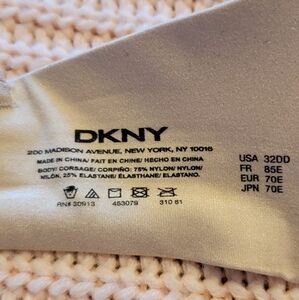 DKNY
200 MADISON AVENUE, NEW YORK, NY 10016
MADE IN CHINA/ FAIT EN CHINE/ HECHO EN CHINA
BODY/ CORSAGE/ CORPIÑO: 75% NYLON/ NYLON/
NILÓN, 25% ELASTANE/ ELASTHANE/ ELASTANO.
RN# 30913 463079 310 61
USA 32DD
FR 85E
EUR 70E
JPN 70E